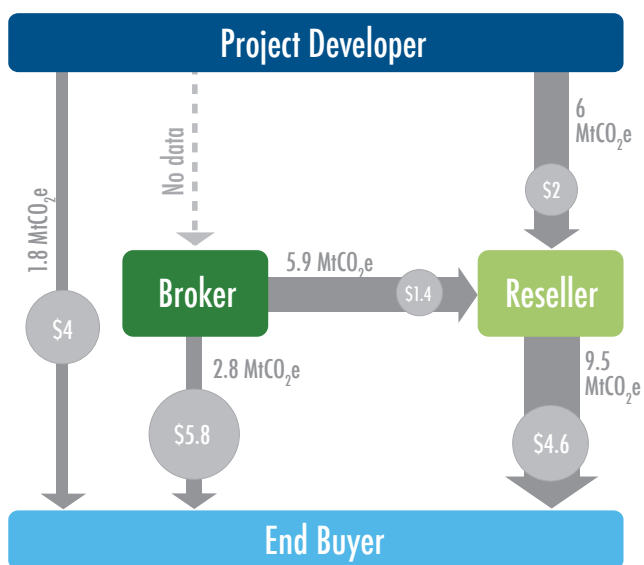 Project Developer
6
MtCO₂e
No data
$2
1.8 MtCO₂e
5.9 MtCO₂e
Broker
$1.4
Reseller
$4
2.8 MtCO₂e
9.5
MtCO₂e
$5.8
$4.6
End Buyer